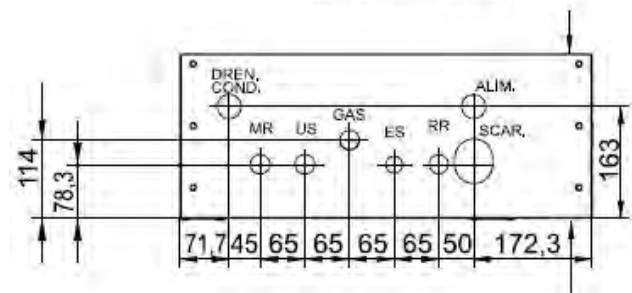 DREN.
COND.
ALIM.
GAS
MR US ES RR SCAR.
114
78,3
163
71,7 45 65 65 65 65 50 172,3